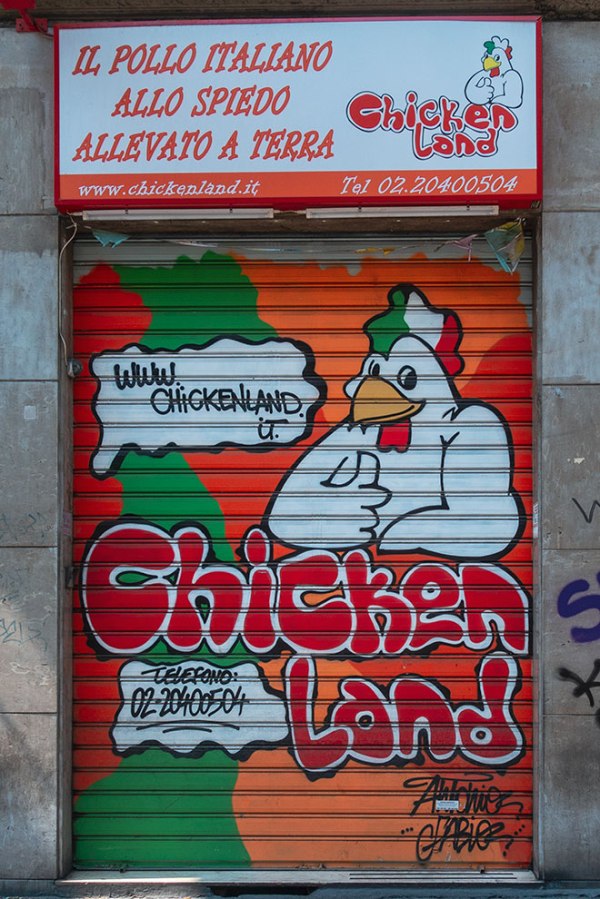 IL POLLO ITALIANO
ALLO SPIEDO
ALLEVATO A TERRA
Chicken
Land
www.chickenland.it
Tel 02.20400504
WWW.
CHICKENLAND.
iT.
Chicken
Land
TELEFONO:
02-20400504